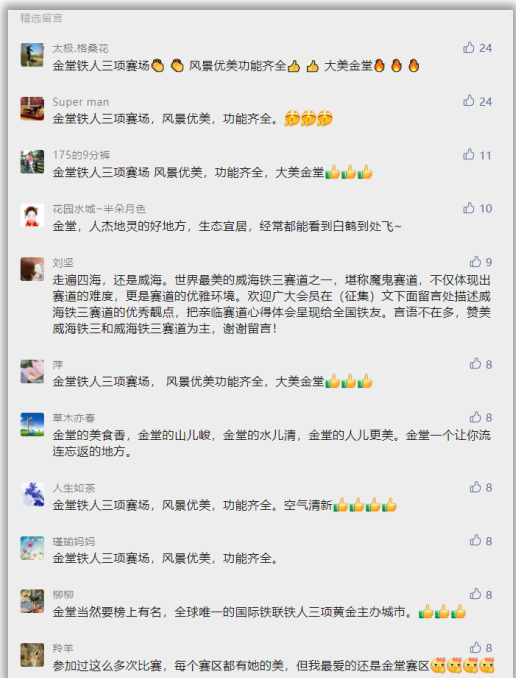 精选留言
太极.格桑花
24
金堂铁人三项赛场👏 👏 风景优美功能齐全👍 👍 大美金堂🔥 🔥 🔥
Super man
24
金堂铁人三项赛场，风景优美，功能齐全。🥳🥳🥳
175的9分裤
11
金堂铁人三项赛场 风景优美，功能齐全，大美金堂👍👍👍
花园水城~半朵月色
10
金堂，人杰地灵的好地方，生态宜居，经常都能看到白鹤到处飞~
刘坚
9
走遍四海，还是威海。世界最美的威海铁三赛道之一，堪称魔鬼赛道，不仅体现出
赛道的难度，更是赛道的优雅环境。欢迎广大会员在（征集）文下面留言处描述威
海铁三赛道的优秀靓点，把亲临赛道心得体会呈现给全国铁友。言语不在多，赞美
威海铁三和威海铁三赛道为主，谢谢留言！
萍
8
金堂铁人三项赛场， 风景优美功能齐全，大美金堂👍👍👍
草木亦春
8
金堂的美食香，金堂的山儿峻，金堂的水儿清，金堂的人儿更美。金堂一个让你流
连忘返的地方。
人生如茶
8
金堂铁人三项赛场，风景优美，功能齐全。空气清新👍👍👍👍
瑾瑜妈妈
8
金堂铁人三项赛场，风景优美，功能齐全。
柳柳
8
金堂当然要榜上有名，全球唯一的国际铁联铁人三项黄金主办城市。👍👍👍
羚羊
8
参加过这么多次比赛，每个赛区都有她的美，但我最爱的还是金堂赛区